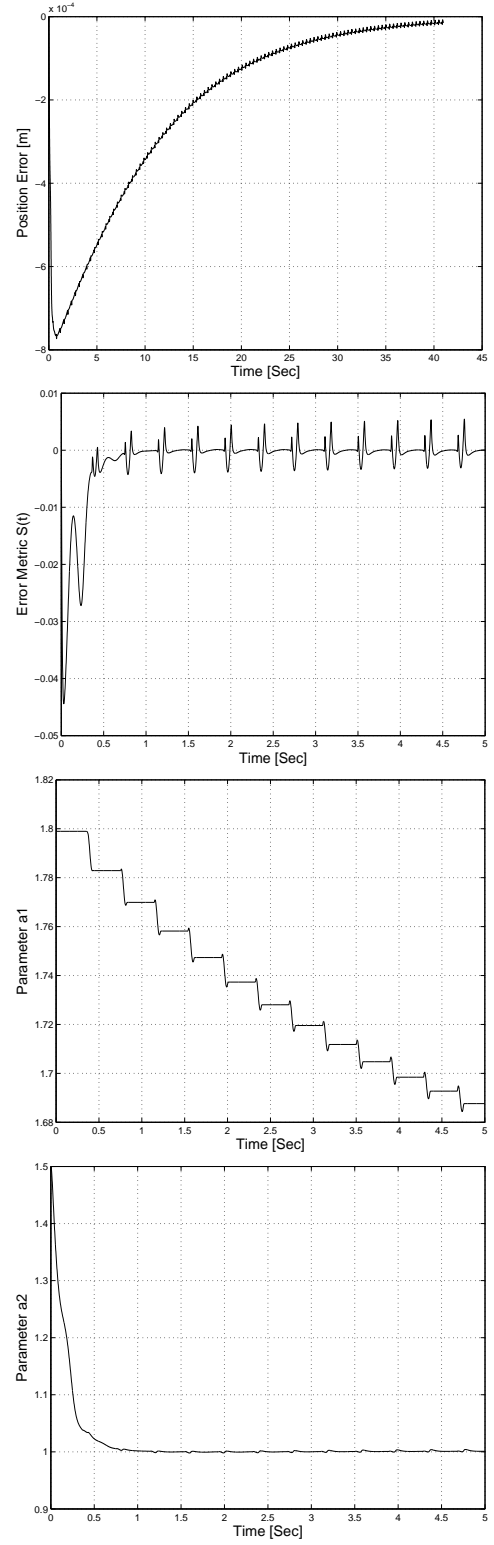 x 10⁻⁴
0
−2
−4
−6
−8
Position Error [m]
0 5 10 15 20 25 30 35 40 45
Time [Sec]
0.01
0
−0.01
−0.02
−0.03
−0.04
−0.05
Error Metric S(t)
0 0.5 1 1.5 2 2.5 3 3.5 4 4.5 5
Time [Sec]
1.82
1.8
1.78
1.76
1.74
1.72
1.7
1.68
Parameter a1
0 0.5 1 1.5 2 2.5 3 3.5 4 4.5 5
Time [Sec]
1.5
1.4
1.3
1.2
1.1
1
0.9
Parameter a2
0 0.5 1 1.5 2 2.5 3 3.5 4 4.5 5
Time [Sec]